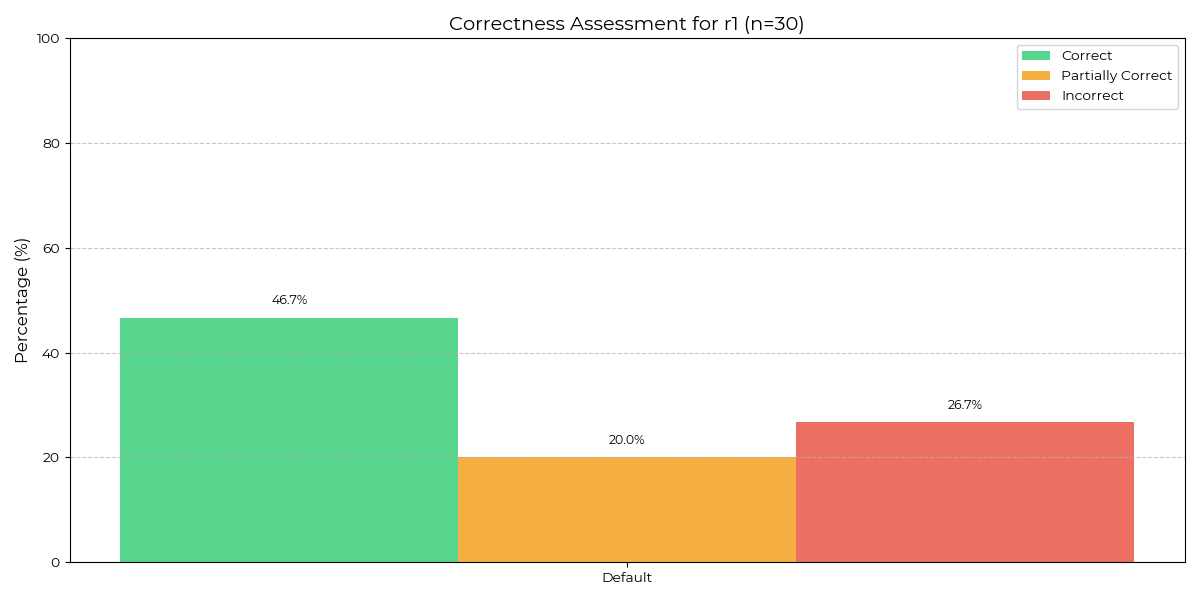 Correctness Assessment for r1 (n=30)
100
80
60
40
20
0
Percentage (%)
Correct
Partially Correct
Incorrect
46.7%
20.0%
26.7%
Default